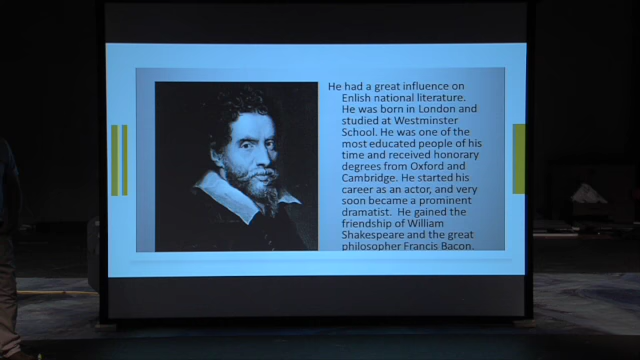 He had a great influence on
Enlish national literature.
He was born in London and
studied at Westminster
School. He was one of the
most educated people of his
time and received honorary
degrees from Oxford and
Cambridge. He started his
career as an actor, and very
soon became a prominent
dramatist. He gained the
friendship of William
Shakespeare and the great
philosopher Francis Bacon.